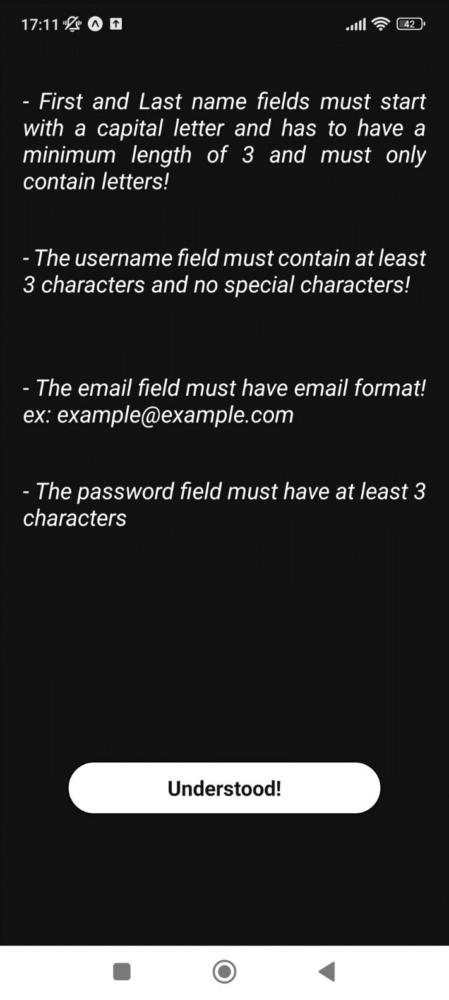 17:11
42
- First and Last name fields must start
with a capital letter and has to have a
minimum length of 3 and must only
contain letters!
- The username field must contain at least
3 characters and no special characters!
- The email field must have email format!
ex: example@example.com
- The password field must have at least 3
characters
Understood!